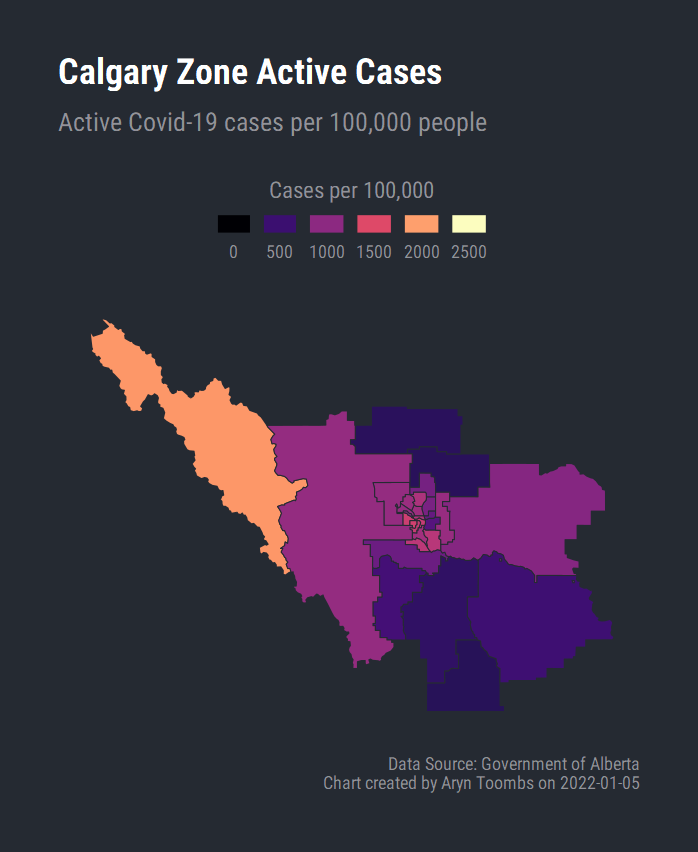 Calgary Zone Active Cases
Active Covid-19 cases per 100,000 people
Cases per 100,000
0 500 1000 1500 2000 2500
Data Source: Government of Alberta
Chart created by Aryn Toombs on 2022-01-05